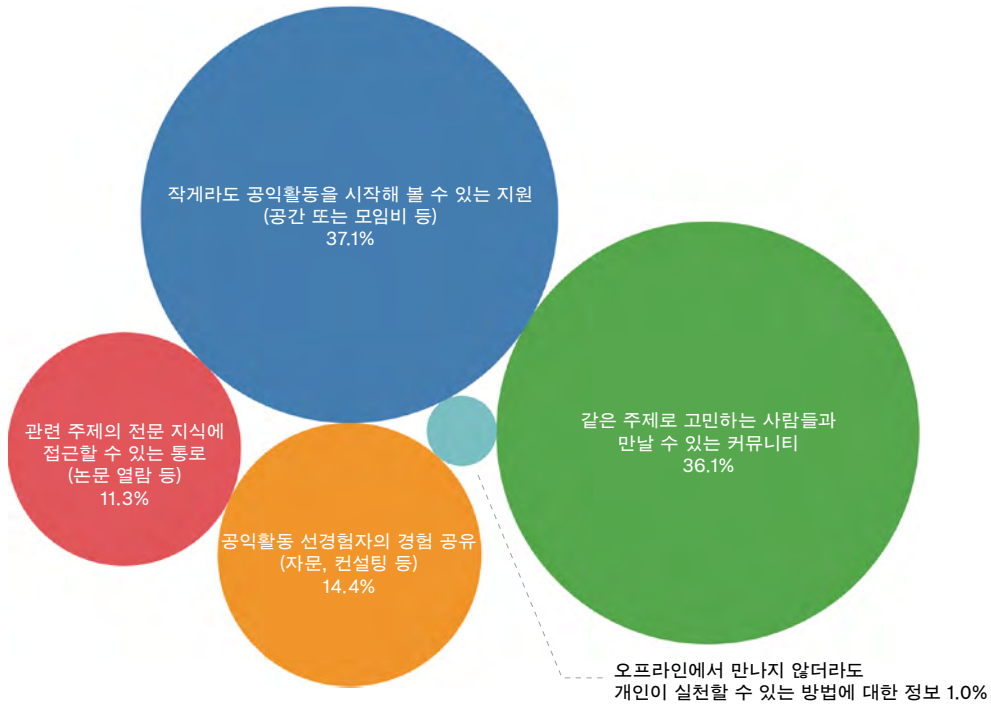 작게라도 공익활동을 시작해 볼 수 있는 지원
(공간 또는 모임비 등)
37.1%
같은 주제로 고민하는 사람들과
만날 수 있는 커뮤니티
36.1%
관련 주제의 전문 지식에
접근할 수 있는 통로
(논문 열람 등)
11.3%
공익활동 선경험자의 경험 공유
(자문, 컨설팅 등)
14.4%
오프라인에서 만나지 않더라도
개인이 실천할 수 있는 방법에 대한 정보 1.0%